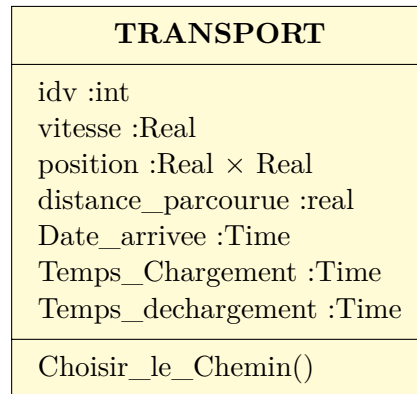 TRANSPORT
idv :int
vitesse :Real
position :Real × Real
distance_parcourue :real
Date_arrivee :Time
Temps_Chargement :Time
Temps_dechargement :Time
Choisir_le_Chemin()